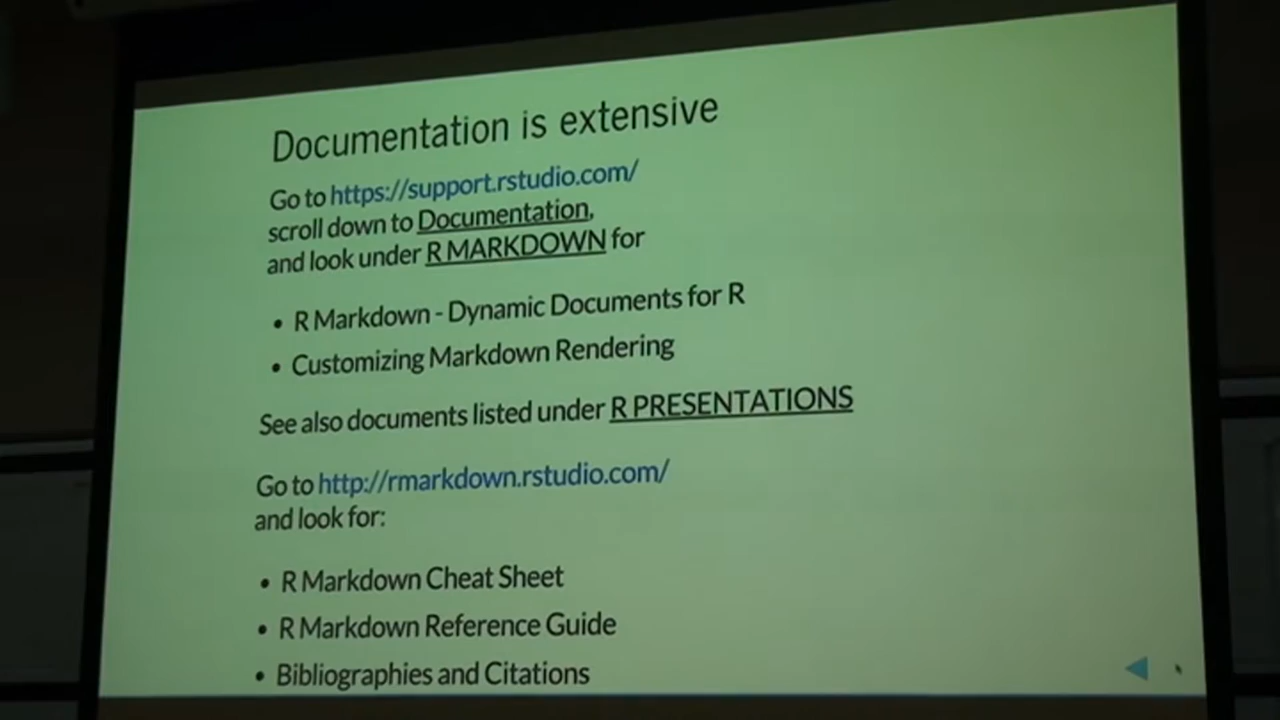 Documentation is extensive
Go to https://support.rstudio.com/
scroll down to Documentation,
and look under R MARKDOWN for
• R Markdown - Dynamic Documents for R
• Customizing Markdown Rendering
See also documents listed under R PRESENTATIONS
Go to http://rmarkdown.rstudio.com/
and look for:
• R Markdown Cheat Sheet
• R Markdown Reference Guide
• Bibliographies and Citations